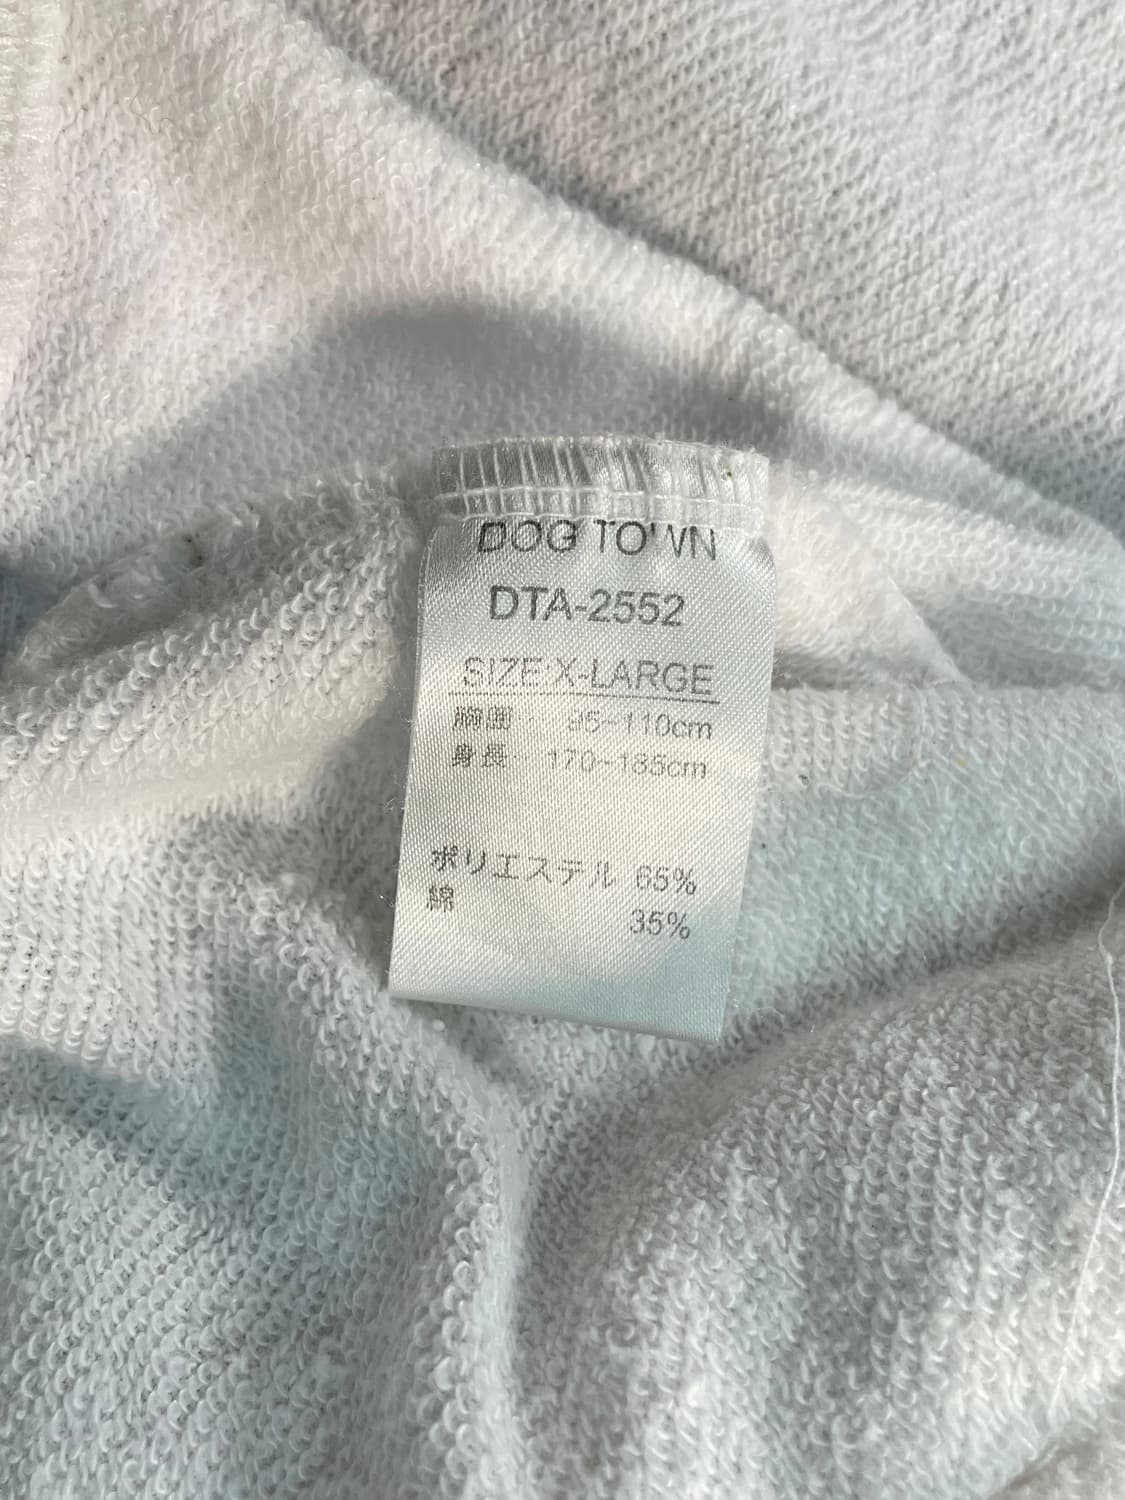 DOG TOWN
DTA-2552
SIZE:X-LARGE
胸囲 95-110cm
身長 170-185cm
ポリエステル 65%
綿 35%